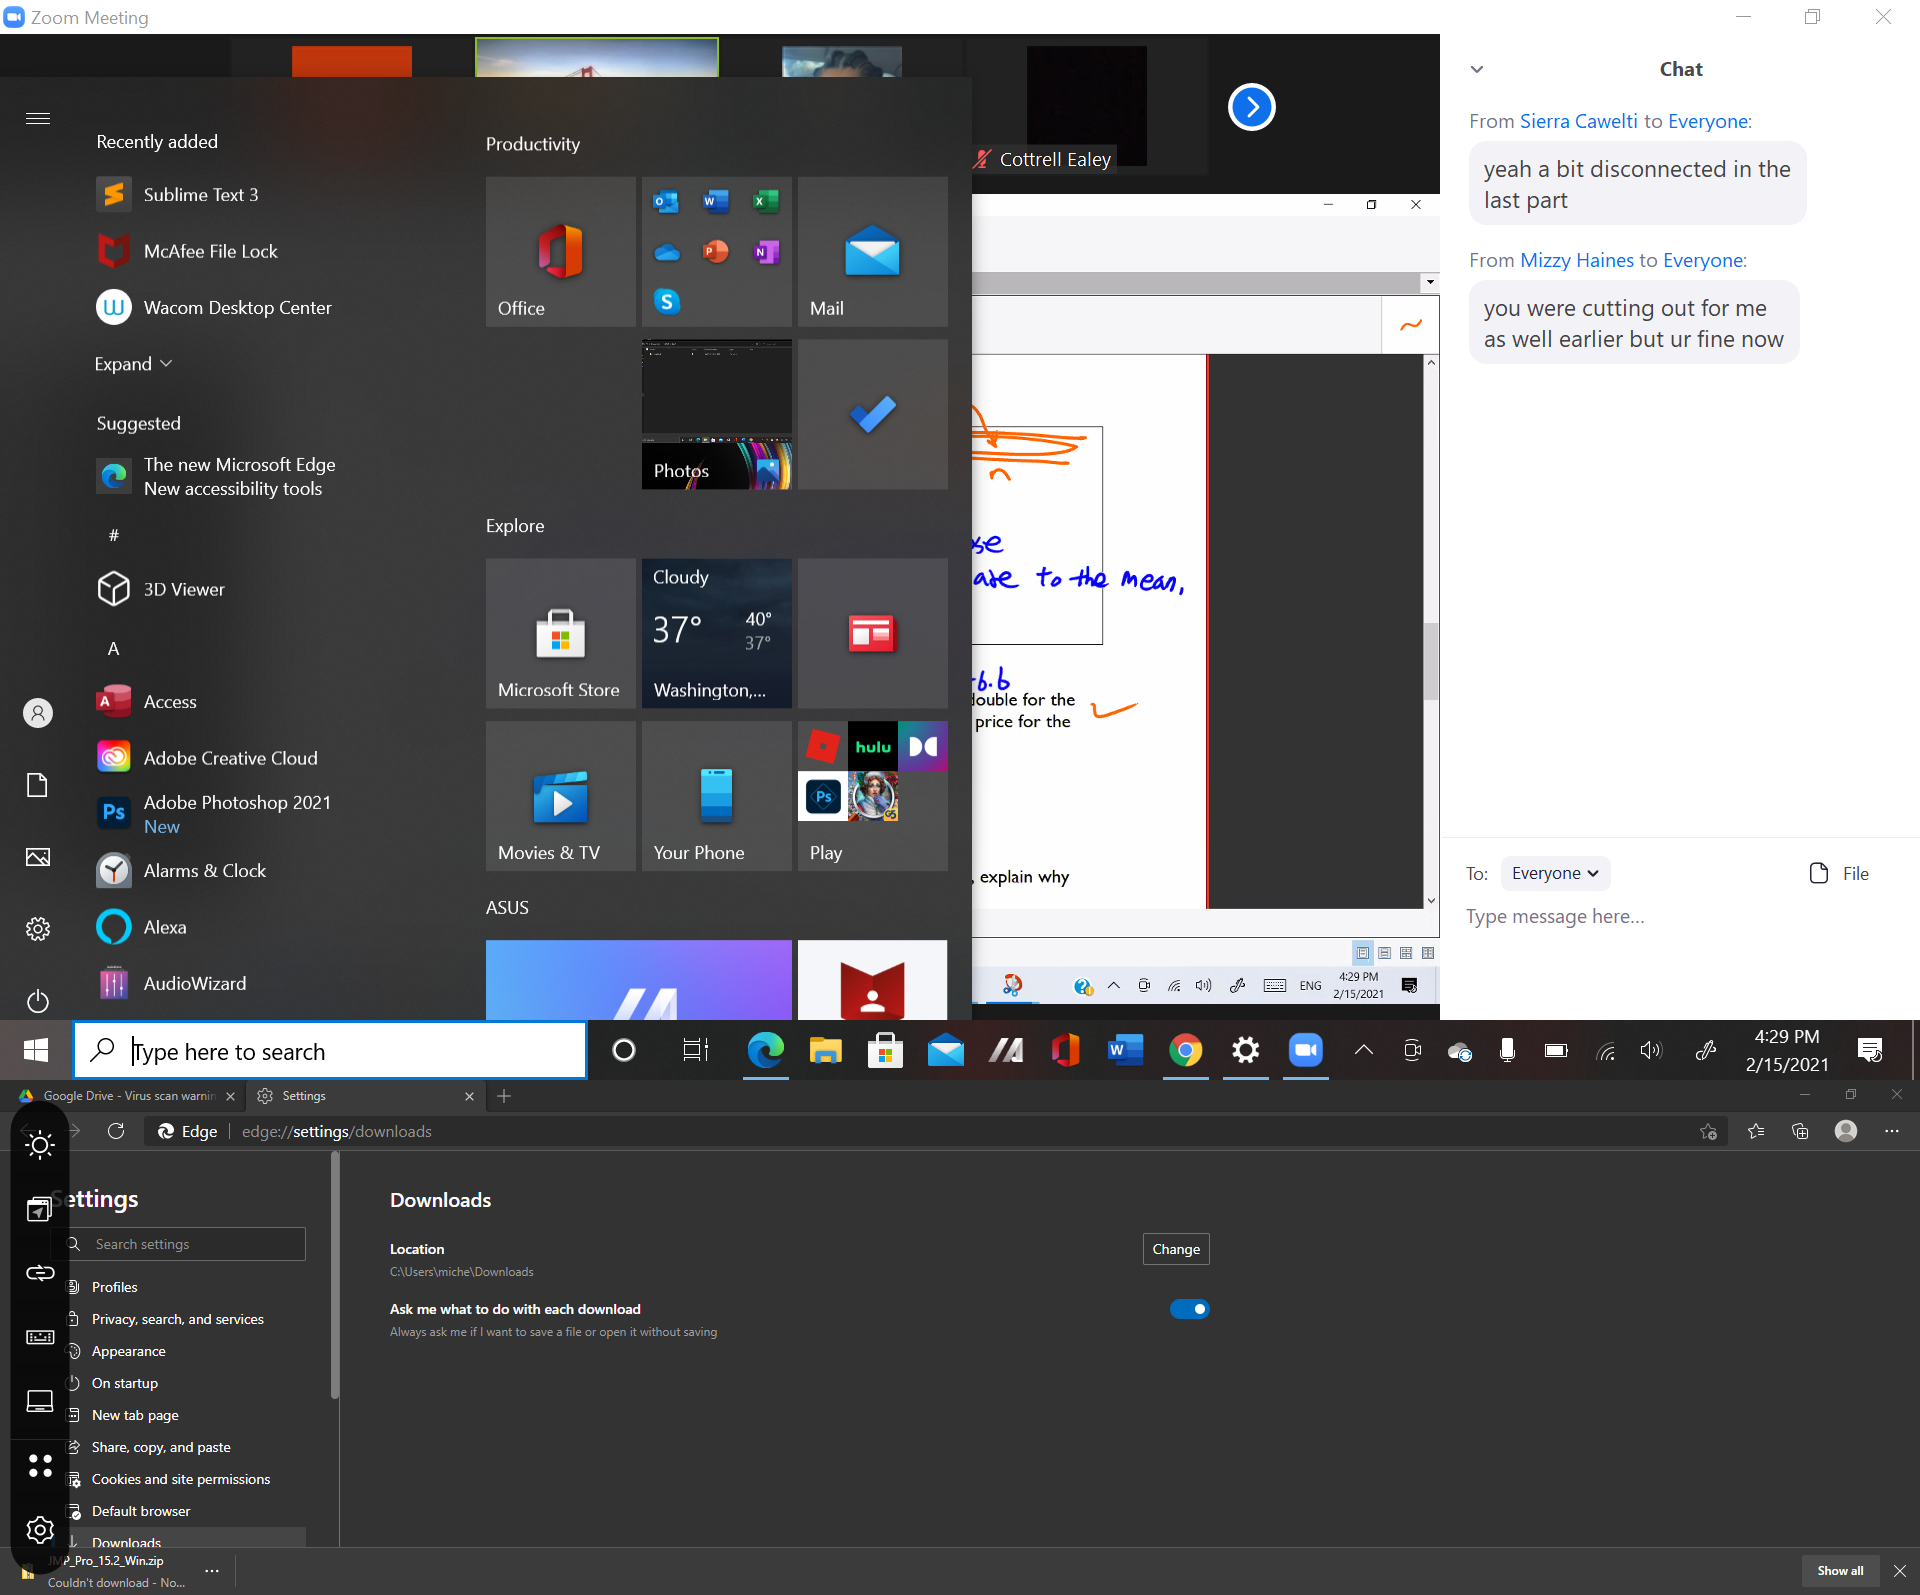 Zoom Meeting
Recently added
Sublime Text 3
McAfee File Lock
Wacom Desktop Center
Expand
Suggested
The new Microsoft Edge
New accessibility tools
#
3D Viewer
A
Access
Adobe Creative Cloud
Adobe Photoshop 2021
New
Alarms & Clock
Alexa
AudioWizard
Productivity
Office
Mail
Photos
Explore
Microsoft Store
Cloudy
37°
40°
37°
Washington,...
Movies & TV
Your Phone
hulu
Ps
Play
ASUS
Cottrell Ealey
to the mean,
double for the
price for the
, explain why
ENG
4:29 PM
2/15/2021
Chat
From Sierra Cawelti to Everyone:
yeah a bit disconnected in the
last part
From Mizzy Haines to Everyone:
you were cutting out for me
as well earlier but ur fine now
To: Everyone
File
Type message here...
Type here to search
4:29 PM
2/15/2021
Google Drive - Virus scan warnin
Settings
Edge
edge://settings/downloads
Settings
Search settings
Profiles
Privacy, search, and services
Appearance
On startup
New tab page
Share, copy, and paste
Cookies and site permissions
Default browser
Downloads
Downloads
Location
C:\Users\miche\Downloads
Change
Ask me what to do with each download
Always ask me if I want to save a file or open it without saving
JMP_Pro_15.2_Win.zip
Couldn't download - No...
Show all